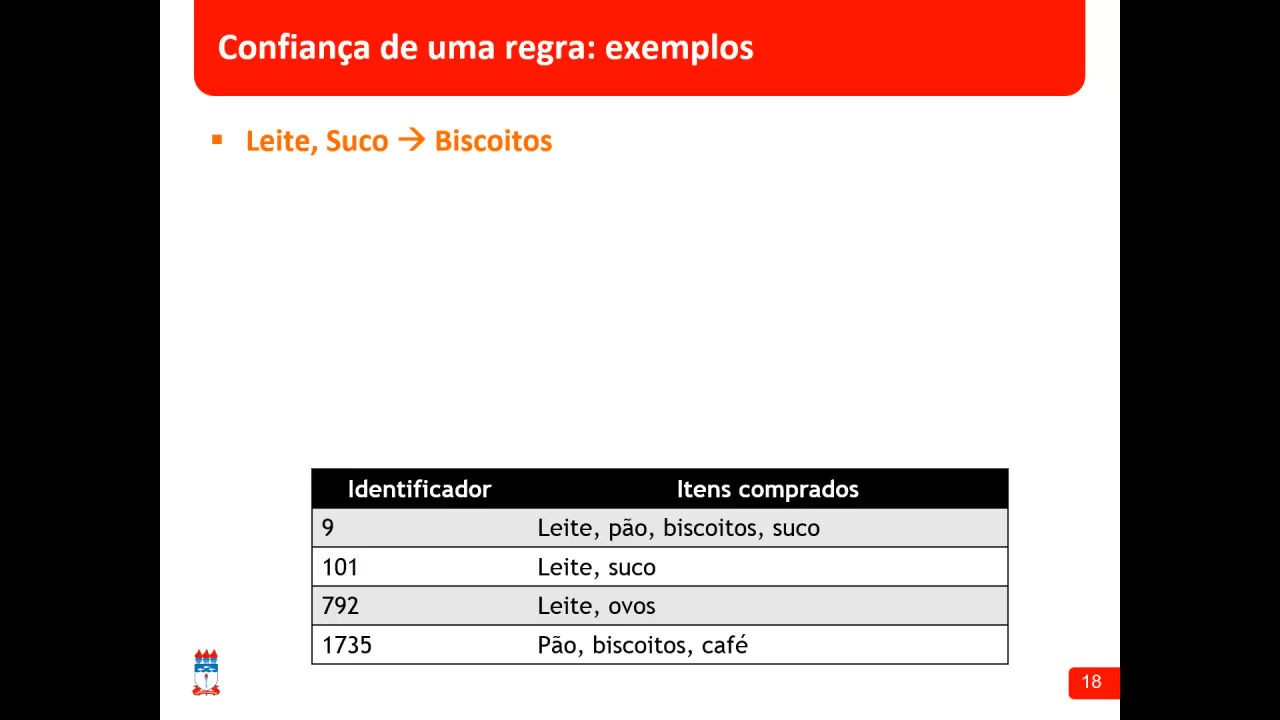 Confiança de uma regra: exemplos
▪ Leite, Suco → Biscoitos
Identificador Itens comprados
9 Leite, pão, biscoitos, suco
101 Leite, suco
792 Leite, ovos
1735 Pão, biscoitos, café
18